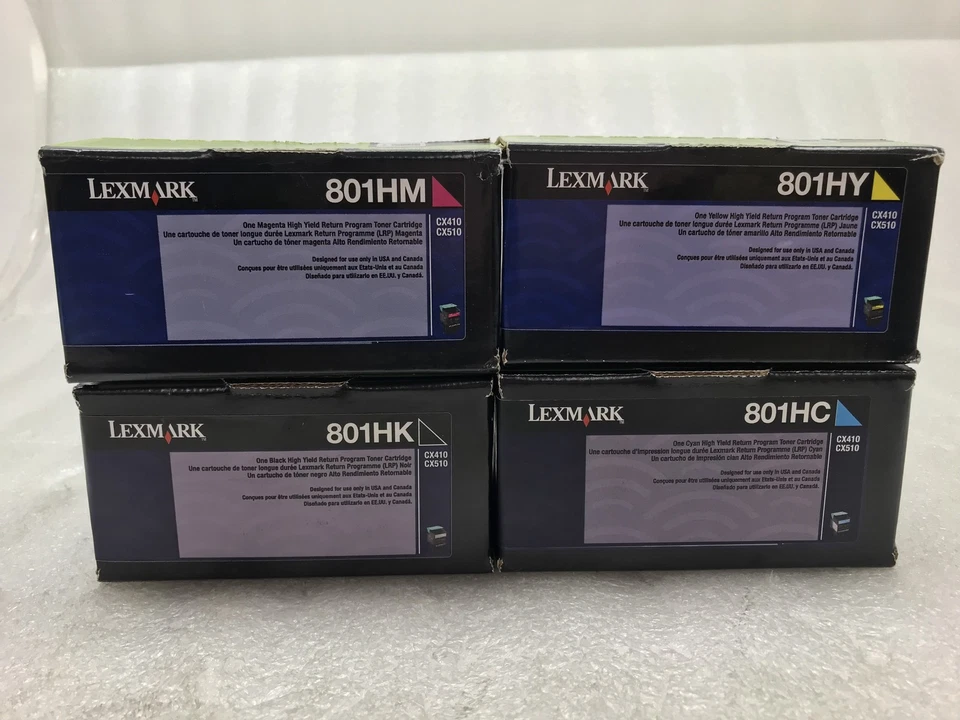 LEXMARK
801HM
One Magenta High Yield Return Program Toner Cartridge
Une cartouche de toner longue durée Lexmark Return Programme (LRP) Magenta
Un cartucho de tóner magenta Alto Rendimiento Retornable
Designed for use only in USA and Canada
Conçues pour être utilisées uniquement aux Etats-Unis et au Canada
Diseñado para utilizarlo en EE.UU. y Canadá.
CX410
CX510
LEXMARK
801HY
One Yellow High Yield Return Program Toner Cartridge
Une cartouche de toner longue durée Lexmark Return Programme (LRP) Jaune
Un cartucho de tóner amarillo Alto Rendimiento Retornable
Designed for use only in USA and Canada
Conçues pour être utilisées uniquement aux Etats-Unis et au Canada
Diseñado para utilizarlo en EE.UU. y Canadá.
CX410
CX510
LEXMARK
801HK
One Black High Yield Return Program Toner Cartridge
Une cartouche de toner longue durée Lexmark Return Programme (LRP) Noir
Un cartucho de tóner negro Alto Rendimiento Retornable
Designed for use only in USA and Canada
Conçues pour être utilisées uniquement aux Etats-Unis et au Canada
Diseñado para utilizarlo en EE.UU. y Canadá.
CX410
CX510
LEXMARK
801HC
One Cyan High Yield Return Program Toner Cartridge
Une cartouche d'impression longue durée Lexmark Return Programme (LRP) Cyan
Un cartucho de impresión cian Alto Rendimiento Retornable
Designed for use only in USA and Canada
Conçues pour être utilisées uniquement aux Etats-Unis et au Canada
Diseñado para utilizarlo en EE.UU. y Canadá.
CX410
CX510